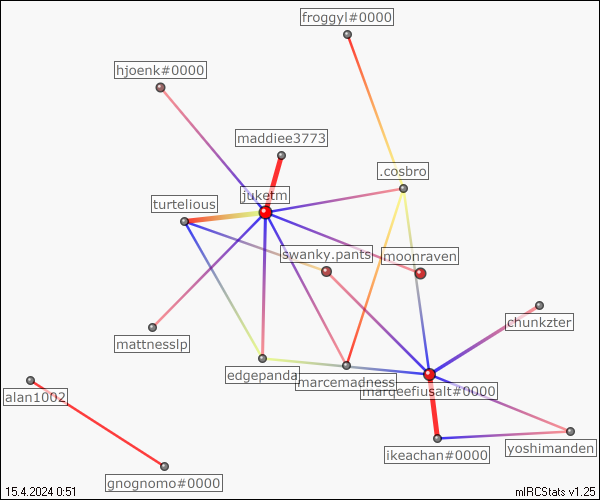 froggyl#0000
hjoenk#0000
maddiee3773
.cosbro
juketm
turtelious
swanky.pants
moonraven
chunkzter
mattnesslp
edgepanda
marcemadness
marqeefiusalt#0000
alan1002
yoshimanden
ikeachan#0000
gnognomo#0000
15.4.2024 0:51
mIRCStats v1.25